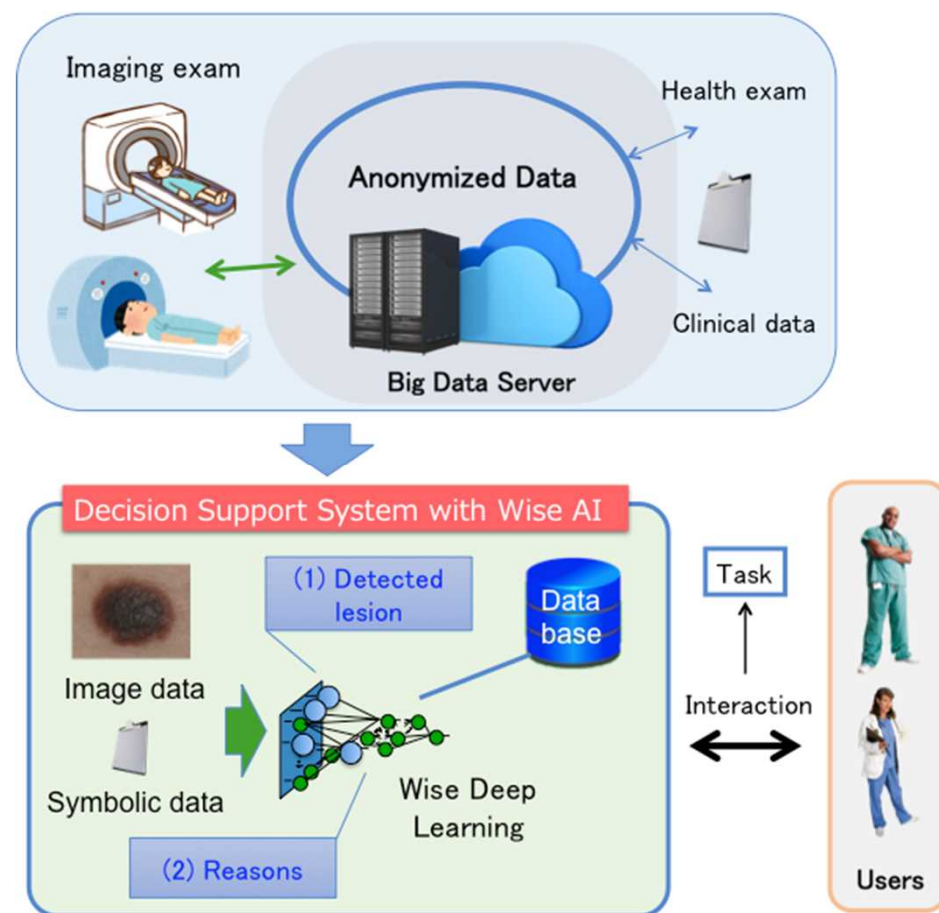 Imaging exam
Health exam
Anonymized Data
Clinical data
Big Data Server
Decision Support System with Wise AI
(1) Detected
lesion
Data
base
Task
Image data
Interaction
Symbolic data
Wise Deep
Learning
(2) Reasons
Users